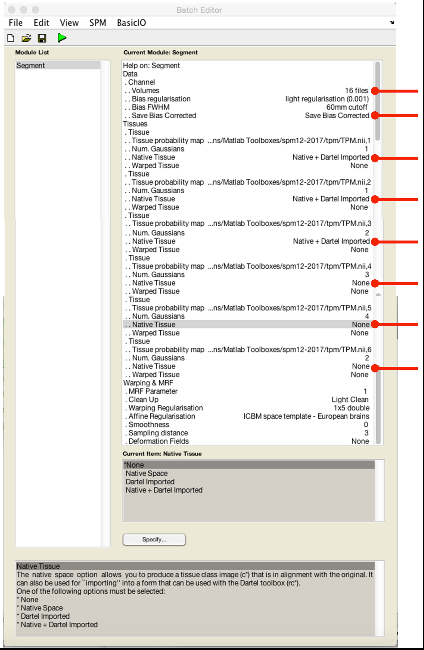 Batch Editor
File Edit View SPM BasicIO
Module List
Current Module: Segment
Segment
Help on: Segment
Data
. Channel
. . Volumes 16 files
. . Bias regularisation light regularisation (0.001)
. . Bias FWHM 60mm cutoff
. . Save Bias Corrected Save Bias Corrected
Tissues
. Tissue
. . Tissue probability map ...ns/Matlab Toolboxes/spm12-2017/tpm/TPM.nii,1
. . Num. Gaussians 1
. . Native Tissue Native + Dartel Imported
. . Warped Tissue None
. Tissue
. . Tissue probability map ...ns/Matlab Toolboxes/spm12-2017/tpm/TPM.nii,2
. . Num. Gaussians 1
. . Native Tissue Native + Dartel Imported
. . Warped Tissue None
. Tissue
. . Tissue probability map ...ns/Matlab Toolboxes/spm12-2017/tpm/TPM.nii,3
. . Num. Gaussians 2
. . Native Tissue Native + Dartel Imported
. . Warped Tissue None
. Tissue
. . Tissue probability map ...ns/Matlab Toolboxes/spm12-2017/tpm/TPM.nii,4
. . Num. Gaussians 3
. . Native Tissue None
. . Warped Tissue None
. Tissue
. . Tissue probability map ...ns/Matlab Toolboxes/spm12-2017/tpm/TPM.nii,5
. . Num. Gaussians 4
. . Native Tissue None
. . Warped Tissue None
. Tissue
. . Tissue probability map ...ns/Matlab Toolboxes/spm12-2017/tpm/TPM.nii,6
. . Num. Gaussians 2
. . Native Tissue None
. . Warped Tissue None
Warping & MRF
. MRF Parameter 1
. Clean Up Light Clean
. Warping Regularisation 1x5 double
. Affine Regularisation ICBM space template - European brains
. Smoothness 0
. Sampling distance 3
. Deformation Fields None
Current Item: Native Tissue
*None
Native Space
Dartel Imported
Native + Dartel Imported
Specify...
Native Tissue
The native space option allows you to produce a tissue class image (c*) that is in alignment with the original. It
can also be used for ``importing'' into a form that can be used with the Dartel toolbox (rc*).
One of the following options must be selected:
* None
* Native Space
* Dartel Imported
* Native + Dartel Imported